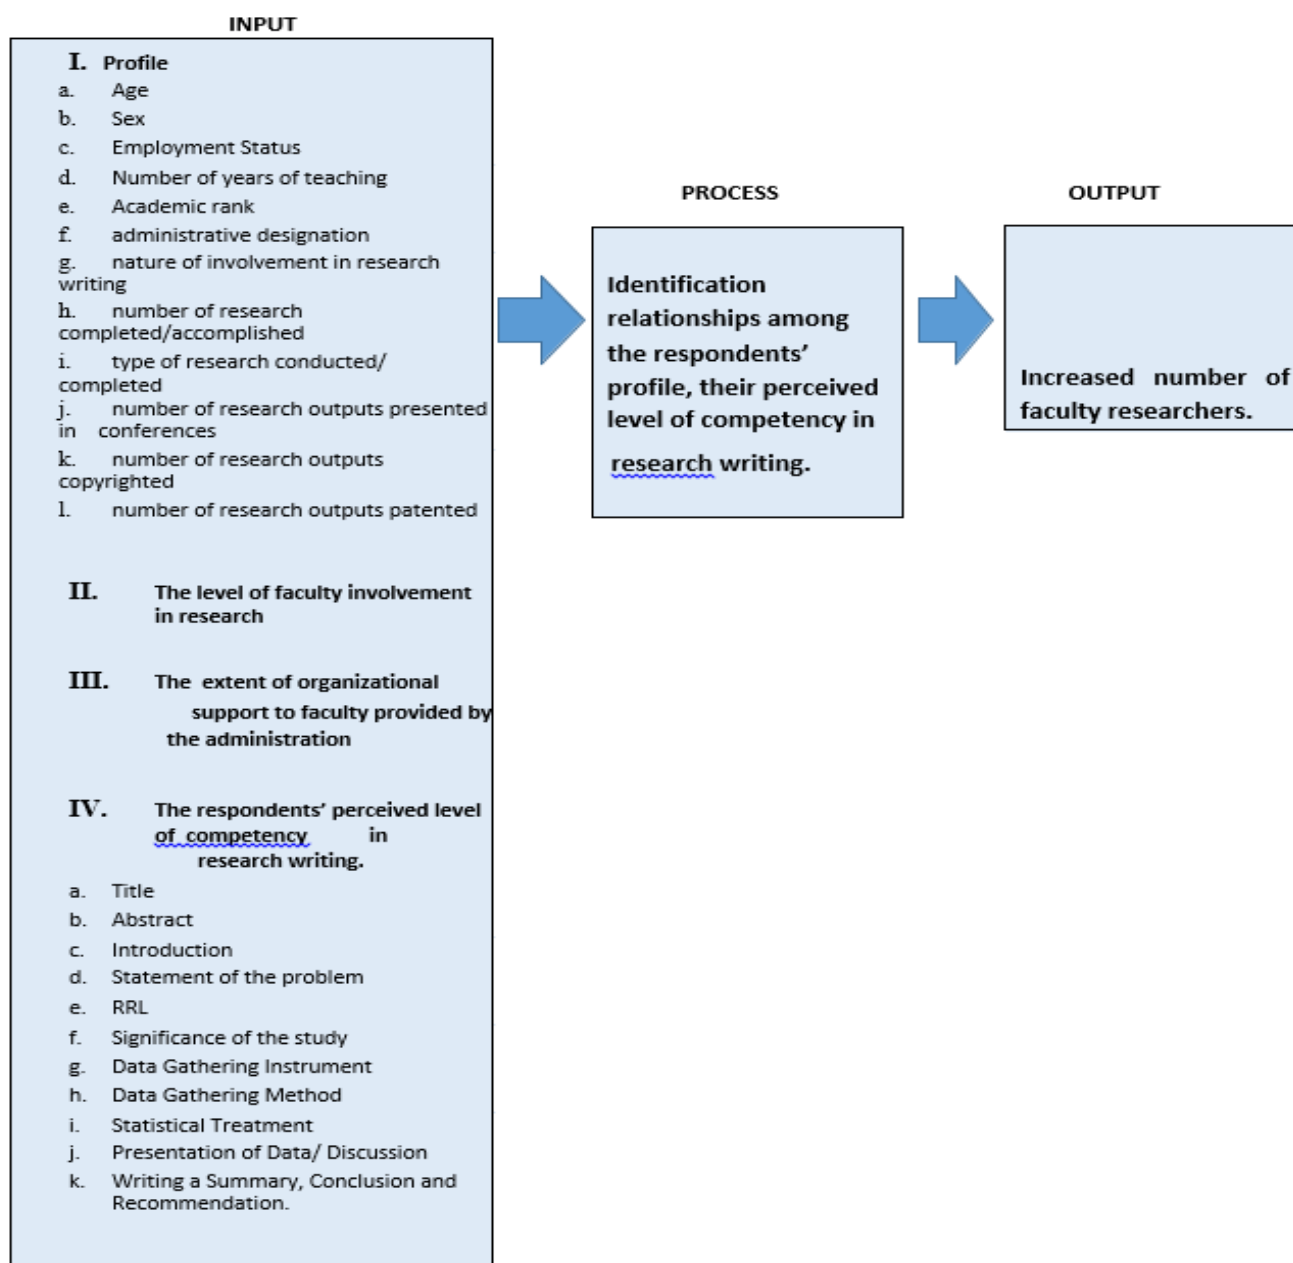 INPUT
I. Profile
a. Age
b. Sex
c. Employment Status
d. Number of years of teaching
e. Academic rank
f. administrative designation
g. nature of involvement in research
writing
h. number of research
completed/accomplished
i. type of research conducted/
completed
j. number of research outputs presented
in conferences
k. number of research outputs
copyrighted
l. number of research outputs patented
II. The level of faculty involvement
in research
III. The extent of organizational
support to faculty provided by
the administration
IV. The respondents' perceived level
of competency in
research writing.
a. Title
b. Abstract
c. Introduction
d. Statement of the problem
e. RRL
f. Significance of the study
g. Data Gathering Instrument
h. Data Gathering Method
i. Statistical Treatment
j. Presentation of Data/ Discussion
k. Writing a Summary, Conclusion and
Recommendation.
PROCESS
Identification
relationships among
the respondents'
profile, their perceived
level of competency in
research writing.
OUTPUT
Increased number of
faculty researchers.